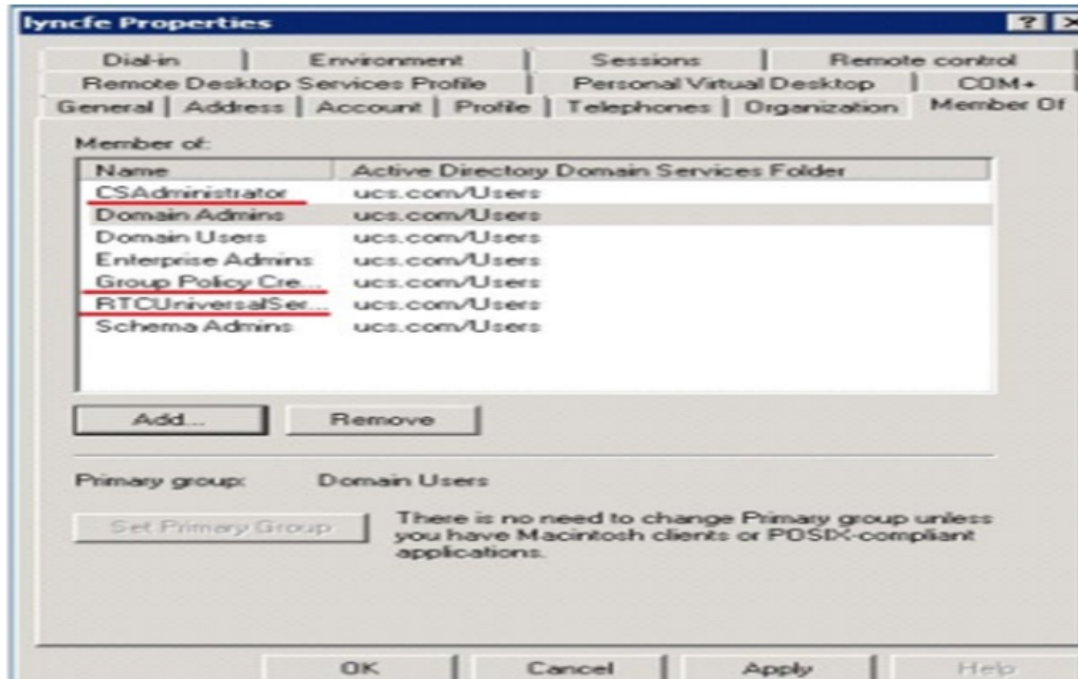 lyncfe Properties
Dial-in Environment Sessions Remote control
Remote Desktop Services Profile Personal Virtual Desktop COM+
General Address Account Profile Telephones Organization Member Of
Member of:
Name Active Directory Domain Services Folder
CSAdministrator ucs.com/Users
Domain Admins ucs.com/Users
Domain Users ucs.com/Users
Enterprise Admins ucs.com/Users
Group Policy Cre... ucs.com/Users
RTCUniversalSer... ucs.com/Users
Schema Admins ucs.com/Users
Add... Remove
Primary group: Domain Users
Set Primary Group There is no need to change Primary group unless
you have Macintosh clients or POSIX-compliant
applications.
OK Cancel Apply Help